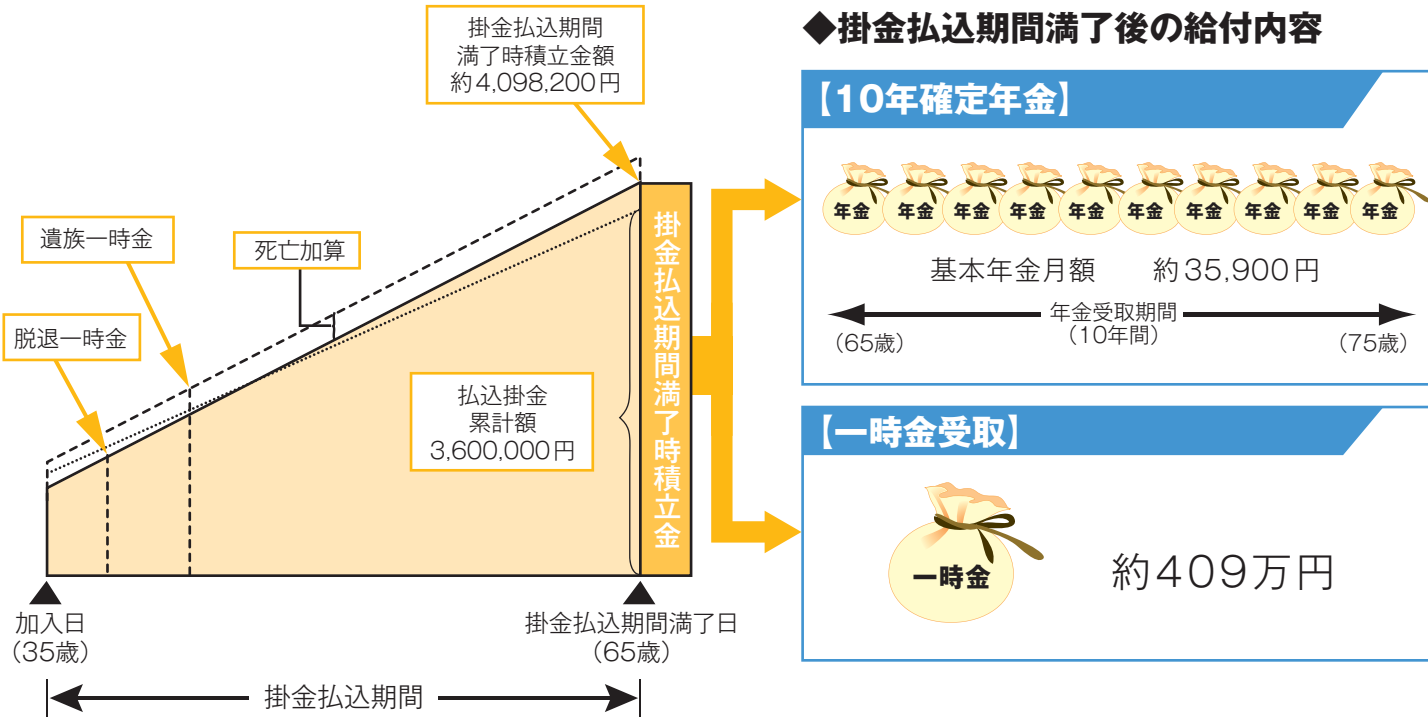 掛金払込期間
満了時積立金額
約4,098,200円
遺族一時金
死亡加算
脱退一時金
払込掛金
累計額
3,600,000円
掛金払込期間満了時積立金
加入日
(35歳)
掛金払込期間満了日
(65歳)
掛金払込期間
◆掛金払込期間満了後の給付内容
【10年確定年金】
年金 年金 年金 年金 年金 年金 年金 年金 年金 年金
基本年金月額 約35,900円
年金受取期間
(10年間)
(65歳) (75歳)
【一時金受取】
一時金
約409万円